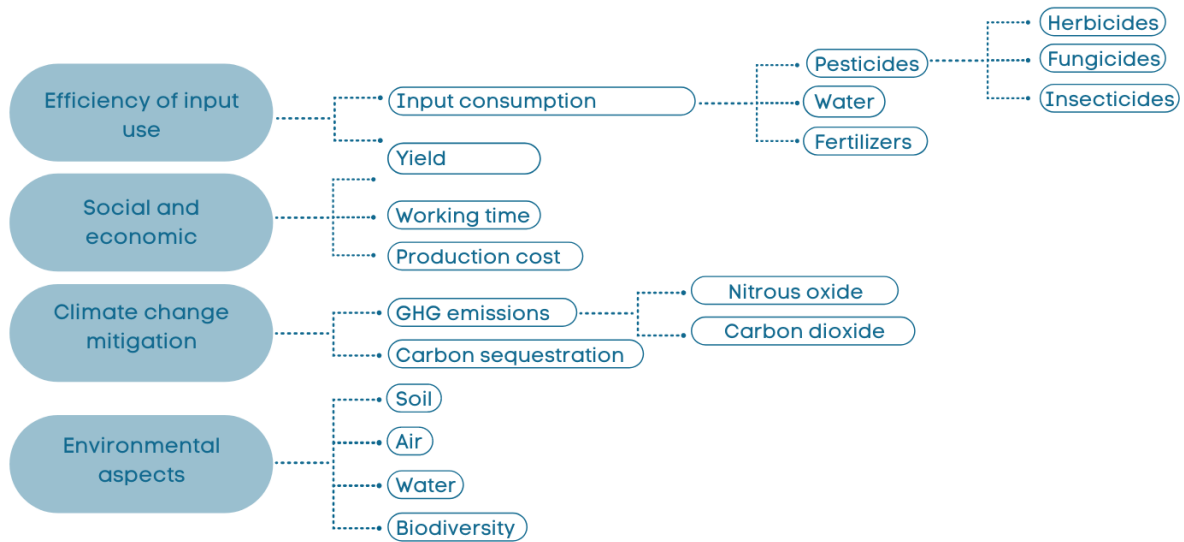 Efficiency of input
use
Input consumption
Pesticides
Herbicides
Fungicides
Insecticides
Water
Fertilizers
Yield
Social and
economic
Working time
Production cost
Climate change
mitigation
GHG emissions
Nitrous oxide
Carbon dioxide
Carbon sequestration
Environmental
aspects
Soil
Air
Water
Biodiversity